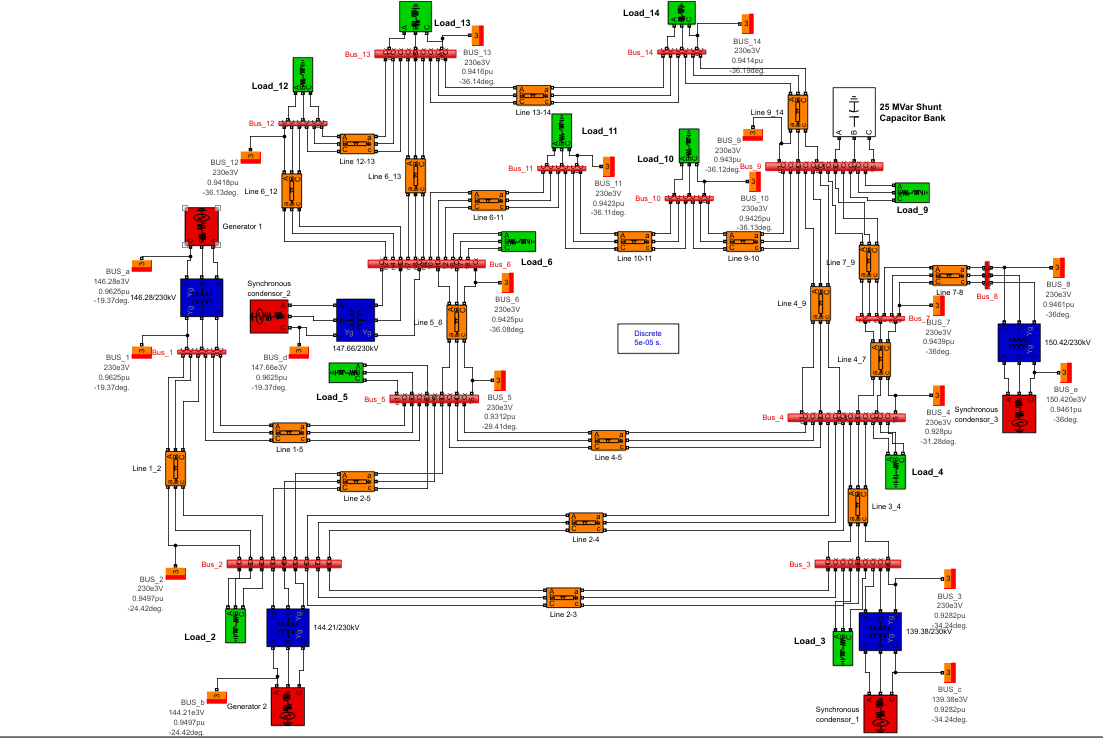 Load_13
BUS_13
230e3V
0.9416pu
-36.14deg.
Bus_13
Load_14
BUS_14
230e3V
0.9414pu
-36.19deg.
Bus_14
Line 13-14
Load_12
Bus_12
BUS_12
230e3V
0.9418pu
-36.13deg.
Line 12-13
Line 6_12
Line 6_13
Load_11
Bus_11
BUS_11
230e3V
0.9423pu
-36.11deg.
Line 6-11
Load_10
Bus_10
BUS_10
230e3V
0.9425pu
-36.13deg.
Line 10-11
Line 9-10
Line 9_14
25 MVar Shunt
Capacitor Bank
BUS_9
230e3V
0.943pu
-36.12deg.
Bus_9
Load_9
Generator 1
BUS_a
146.28e3V
0.9625pu
-19.37deg.
146.28/230kV
BUS_1
230e3V
0.9625pu
-19.37deg.
Bus_1
Synchronous
condensor_2
147.66/230kV
BUS_d
147.66e3V
0.9625pu
-19.37deg.
Load_6
Bus_6
BUS_6
230e3V
0.9425pu
-36.08deg.
Line 5_6
Load_5
Bus_5
BUS_5
230e3V
0.9312pu
-29.41deg.
Discrete
5e-05 s.
Line 7_9
Line 4_9
Line 7-8
Bus_8
BUS_8
230e3V
0.9461pu
-36deg.
Bus_7
BUS_7
230e3V
0.9439pu
-36deg.
Line 4_7
150.42/230kV
BUS_e
150.420e3V
0.9461pu
-36deg.
Synchronous
condensor_3
Bus_4
BUS_4
230e3V
0.928pu
-31.28deg.
Load_4
Line 1-5
Line 4-5
Line 1_2
Line 2-5
Line 2-4
Line 3_4
Bus_2
BUS_2
230e3V
0.9497pu
-24.42deg.
Load_2
144.21/230kV
BUS_b
144.21e3V
0.9497pu
-24.42deg.
Generator 2
Line 2-3
Bus_3
BUS_3
230e3V
0.9282pu
-34.24deg.
Load_3
139.38/230kV
BUS_c
139.38e3V
0.9282pu
-34.24deg.
Synchronous
condensor_1